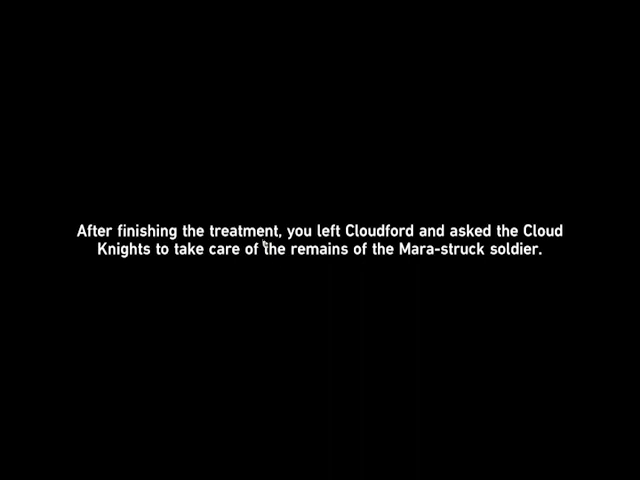 After finishing the treatment, you left Cloudford and asked the Cloud
Knights to take care of the remains of the Mara-struck soldier.